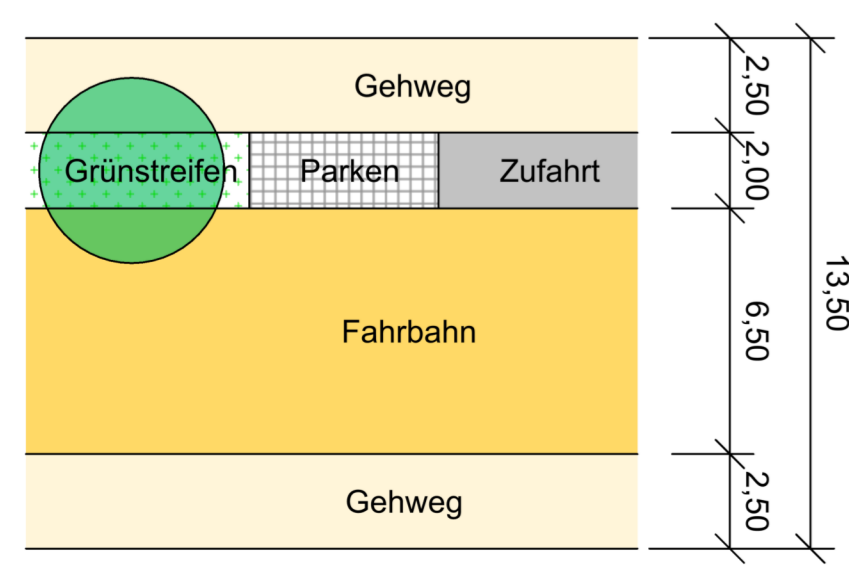 Gehweg
2,50
Grünstreifen Parken Zufahrt
2,00
13,50
Fahrbahn
6,50
Gehweg
2,50